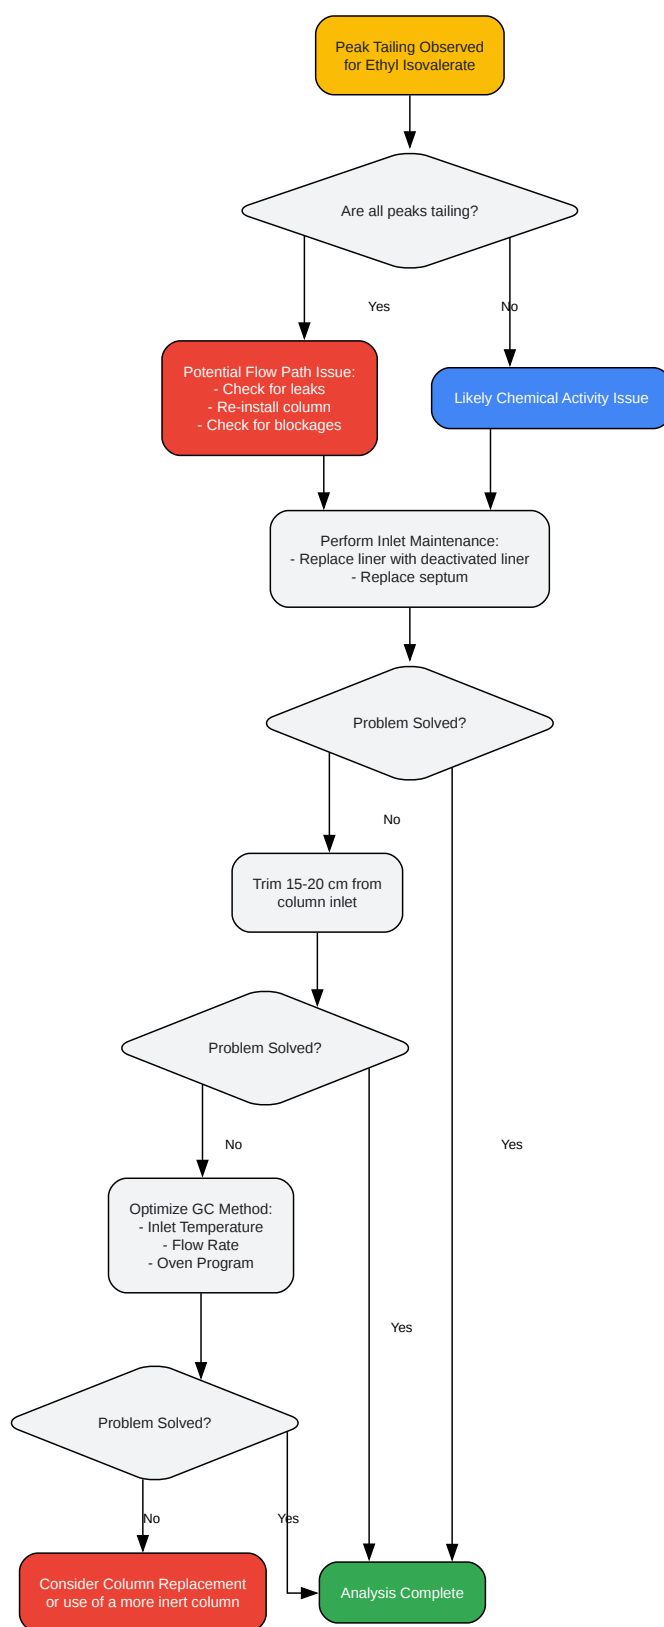 Peak Tailing Observed
for Ethyl Isovalerate
Are all peaks tailing?
Yes
No
Potential Flow Path Issue:
- Check for leaks
- Re-install column
- Check for blockages
Likely Chemical Activity Issue
Perform Inlet Maintenance:
- Replace liner with deactivated liner
- Replace septum
Problem Solved?
No
Trim 15-20 cm from
column inlet
Problem Solved?
No
Yes
Optimize GC Method:
- Inlet Temperature
- Flow Rate
- Oven Program
Yes
Problem Solved?
No
Yes
Consider Column Replacement
or use of a more inert column
Analysis Complete